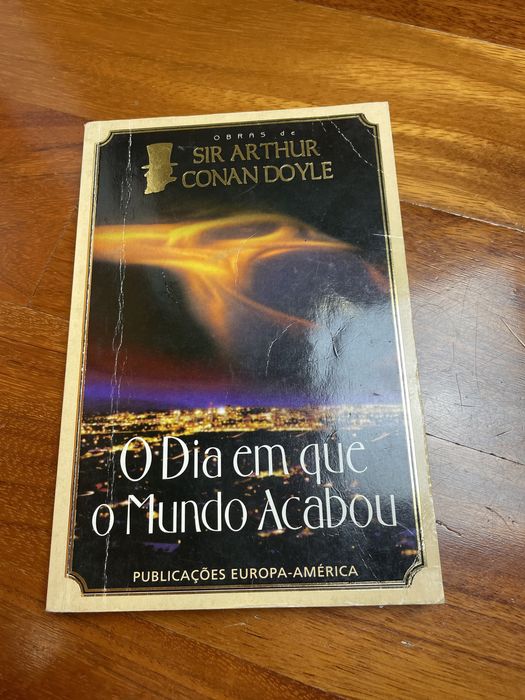 OBRAS de
SIR ARTHUR
CONAN DOYLE
O Dia em que
o Mundo Acabou
PUBLICAÇÕES EUROPA-AMÉRICA